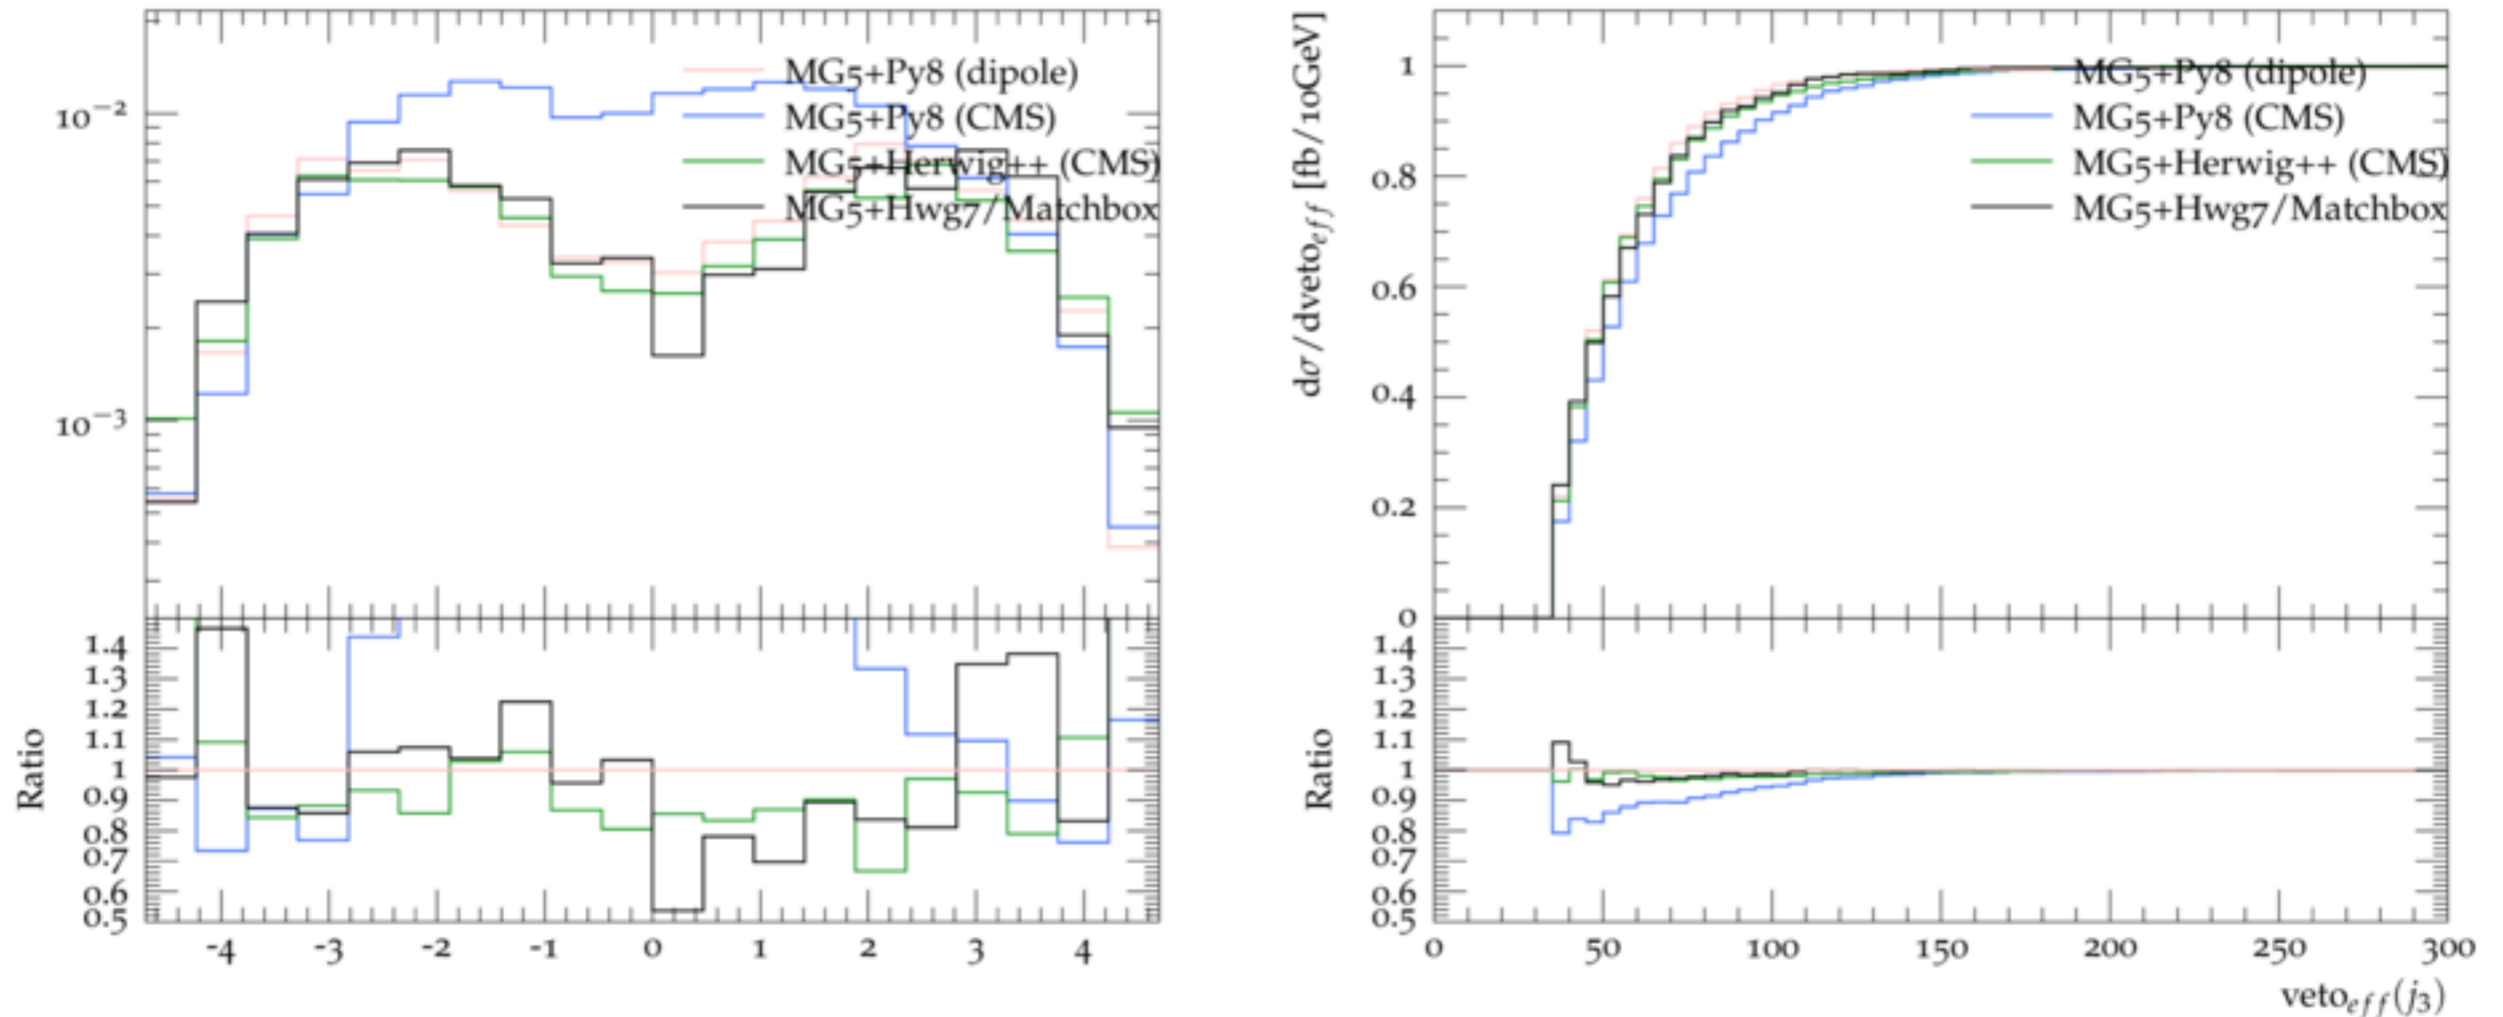 MG5+Py8 (dipole)
MG5+Py8 (CMS)
MG5+Herwig++ (CMS)
MG5+Hwg7/Matchbox
10−2
10−3
1.4
1.3
1.2
1.1
1
0.9
0.8
0.7
0.6
0.5
Ratio
-4 -3 -2 -1 0 1 2 3 4
dσ/dvetoeff [fb/10GeV]
MG5+Py8 (dipole)
MG5+Py8 (CMS)
MG5+Herwig++ (CMS)
MG5+Hwg7/Matchbox
1
0.8
0.6
0.4
0.2
0
1.4
1.3
1.2
1.1
1
0.9
0.8
0.7
0.6
0.5
Ratio
0 50 100 150 200 250 300
vetoeff(j3)